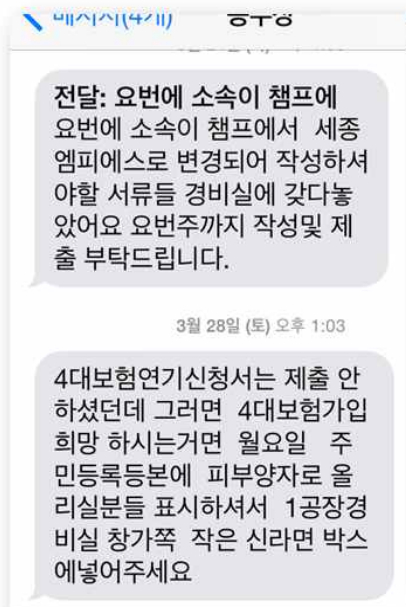 전달: 요번에 소속이 챔프에
요번에 소속이 챔프에서  세종
엠피에스로 변경되어 작성하셔
야할 서류들 경비실에 갖다놓
았어요 요번주까지 작성및 제
출 부탁드립니다.
3월 28일 (토) 오후 1:03
4대보험연기신청서는 제출 안
하셨던데 그러면  4대보험가입
희망 하시는거면  월요일   주
민등록등본에  피부양자로 올
리실분들  표시하셔서  1공장경
비실 창가쪽  작은 신라면 박스
에넣어주세요